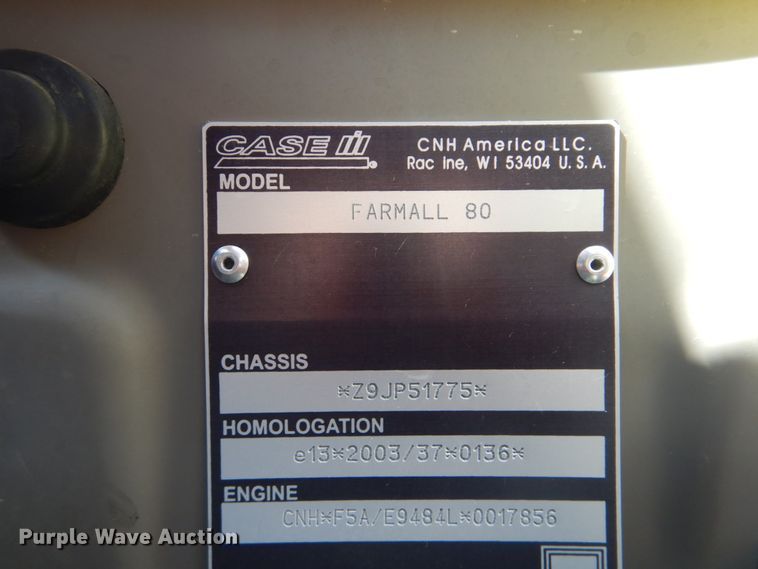 CASE IH
CNH America LLC.
Rac ine, WI 53404 U.S.A.
MODEL
FARMALL 80
CHASSIS
*Z9JP51775*
HOMOLOGATION
e13*2003/37*0136*
ENGINE
CNH*F5A/E9484L*0017856
Purple Wave Auction